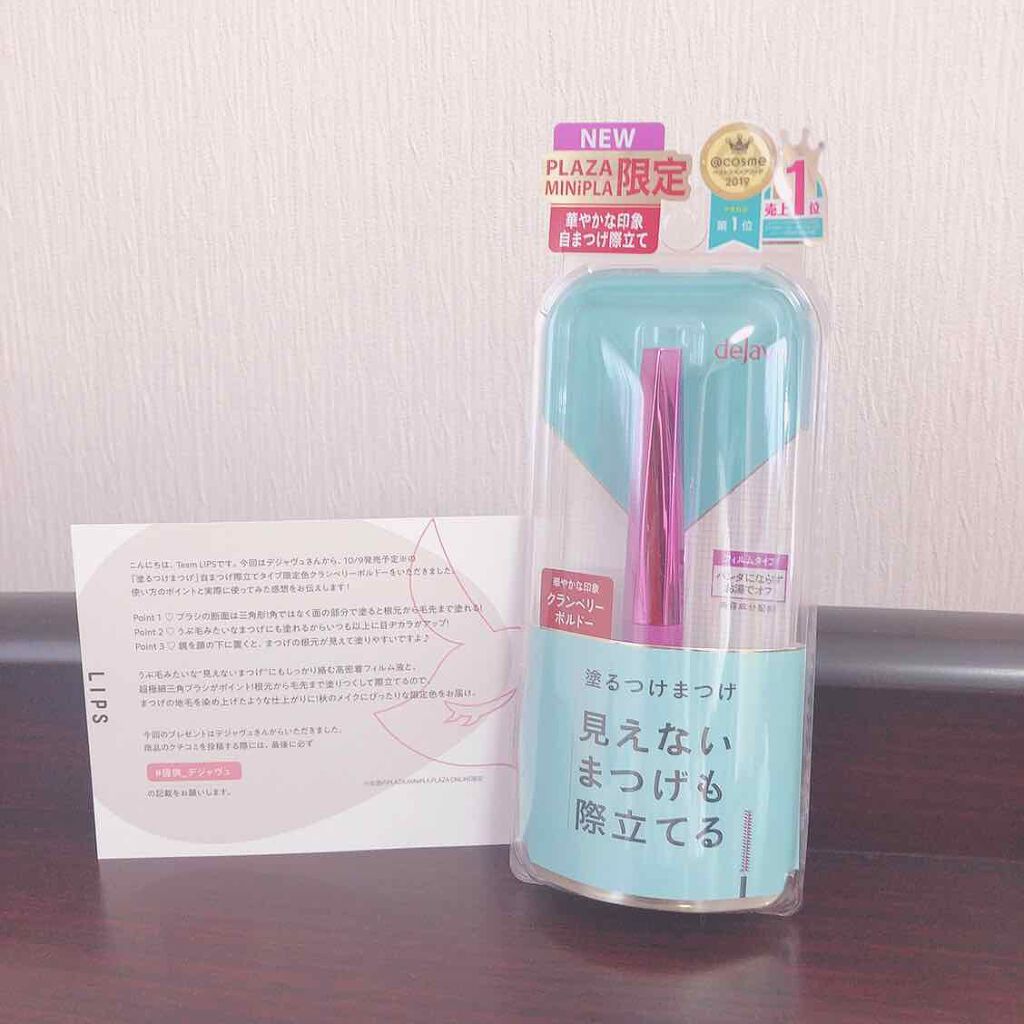 こんにちは、Team LIPSです。今回はデジャヴュさんから、10/9発売予定※の
「塗るつけまつげ」自まつげ際立てタイプ限定色クランベリーボルドーをいただきました。
使い方のポイントと実際に使ってみた感想をお伝えします!
Point 1 ♡ ブラシの断面は三角形!角ではなく面の部分で塗ると根元から毛先まで塗れる!
Point 2 ♡ うぶ毛みたいなまつげにも塗れるからいつも以上に目ヂカラがアップ!
Point 3 ♡ 鏡を顔の下に置くと、まつげの根元が見えて塗りやすいですよ♪
うぶ毛みたいな“見えないまつげ”にもしっかり絡む高密着フィルム液と、
超極細三角ブラシがポイント!根元から毛先まで塗りつくして際立てるので、
まつげの地毛を染め上げたような仕上がりに!秋のメイクにぴったりな限定色をお届け。
今回のプレゼントはデジャヴュさんからいただきました。
商品のクチコミを投稿する際には、最後に必ず
#提供_デジャヴュ
の記載をお願いします。
LIPS
NEW
PLAZA
MINiPLA 限定
華やかな印象
自まつげ際立て
@cosme
2019
第1位
1
売上 位
dejav
フィルムタイプ
お湯でオフ
華やかな印象
クランベリー
ボルドー
塗るつけまつげ
見えない
まつげも
際立てる